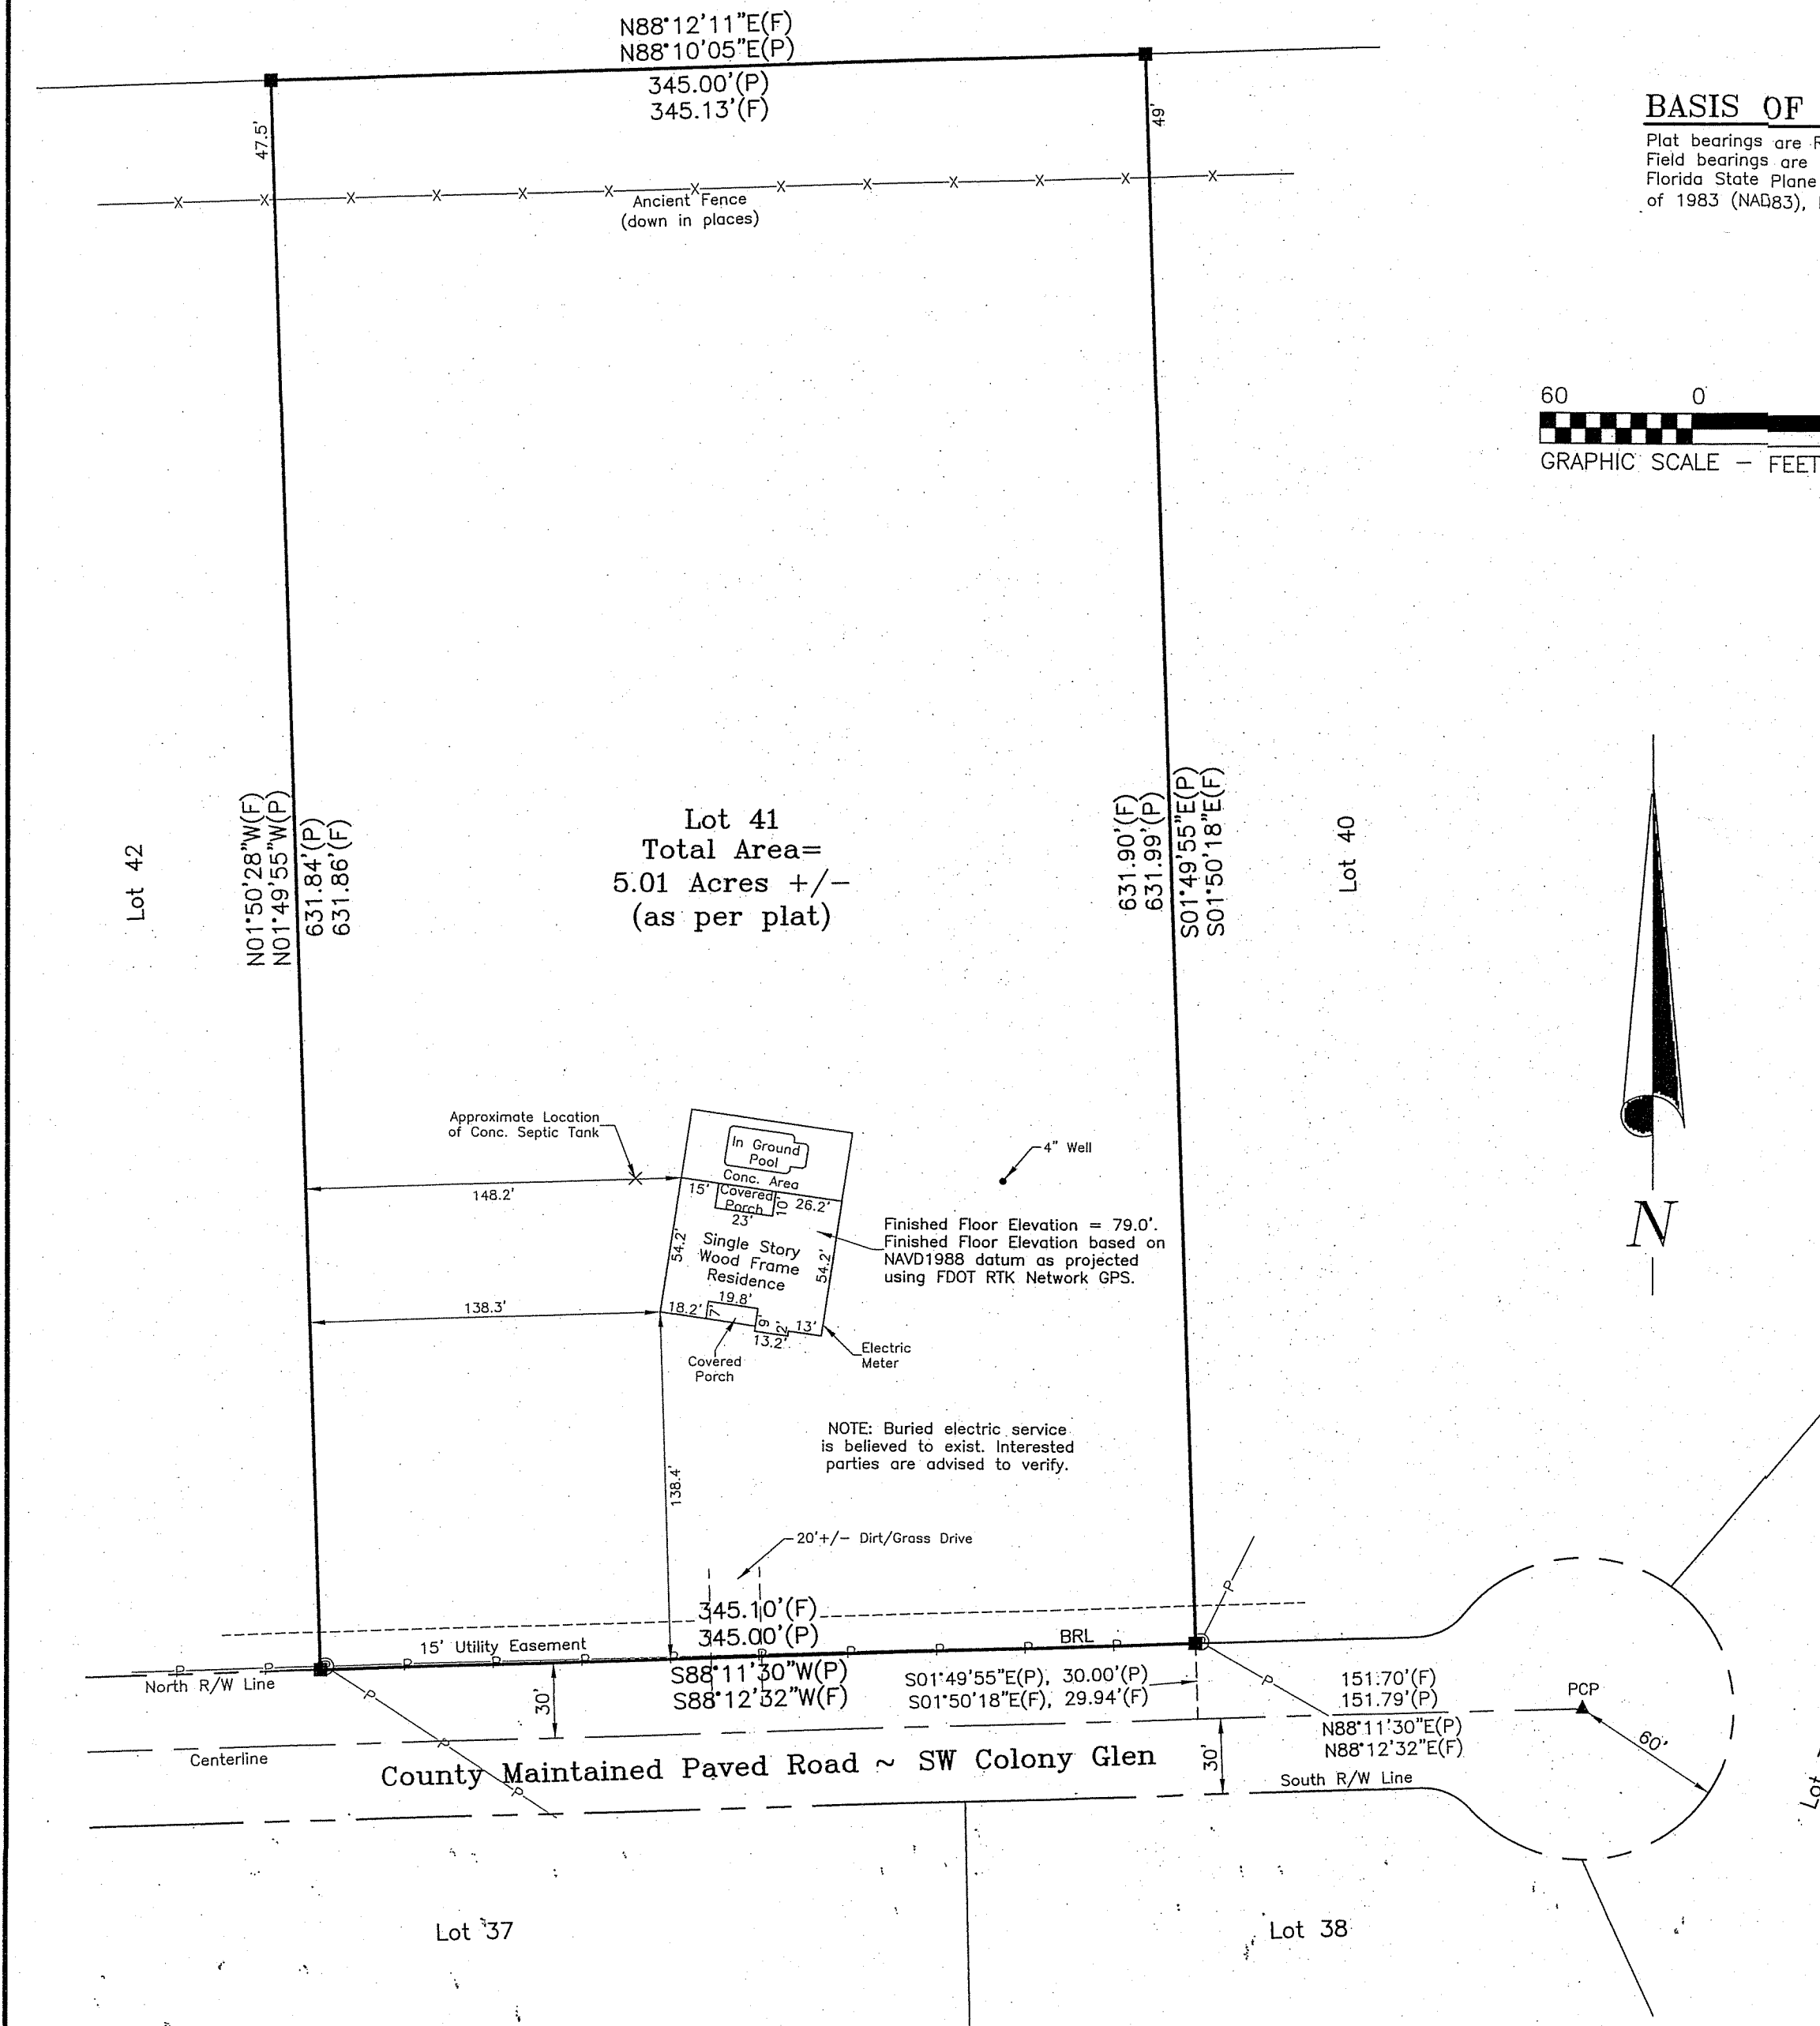 N88°12'11"E(F)
N88°10'05"E(P)
345.00'(P)
345.13'(F)
47.5'
49'
Ancient Fence
(down in places)
BASIS OF
Plat bearings are
Field bearings are
Florida State Plane
of 1983 (NAD83),
60 0
GRAPHIC SCALE - FEET
Lot 42
N01°50'28"W(F)
N01°49'55"W(P)
631.84'(P)
631.86'(F)
Lot 41
Total Area=
5.01 Acres +/-
(as per plat)
631.90'(F)
631.99'(P)
S01°49'55"E(P)
S01°50'18"E(F)
Lot 40
N
Approximate Location
of Conc. Septic Tank
In Ground
Pool
Conc. Area
4" Well
148.2'
15'
Covered
Porch
10
26.2'
23'
54.2'
Single Story
Wood Frame
Residence
54.2'
Finished Floor Elevation = 79.0'.
Finished Floor Elevation based on
NAVD1988 datum as projected
using FDOT RTK Network GPS.
138.3'
19.8'
18.2'
7'
9
2'
13'
13.2'
Covered
Porch
Electric
Meter
NOTE: Buried electric service
is believed to exist. Interested
parties are advised to verify.
138.4'
20'+/- Dirt/Grass Drive
345.10'(F)
345.00'(P)
15' Utility Easement
BRL
P P P P P P P P P P P
P
P
P
P
P
North R/W Line
S88°11'30"W(P)
S88°12'32"W(F)
S01°49'55"E(P), 30.00'(P)
S01°50'18"E(F), 29.94'(F)
151.70'(F)
151.79'(P)
N88°11'30"E(P)
N88°12'32"E(F)
PCP
60'
30'
30'
Centerline
County Maintained Paved Road ~ SW Colony Glen
South R/W Line
Lot
Lot 37
Lot 38